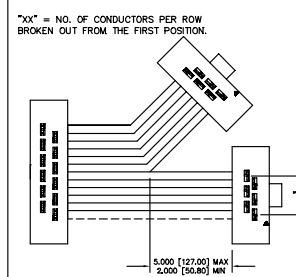 "XX" = NO. OF CONDUCTORS PER ROW
BROKEN OUT FROM THE FIRST POSITION.
5.000 [127.00] MAX
2.000 [50.80] MIN